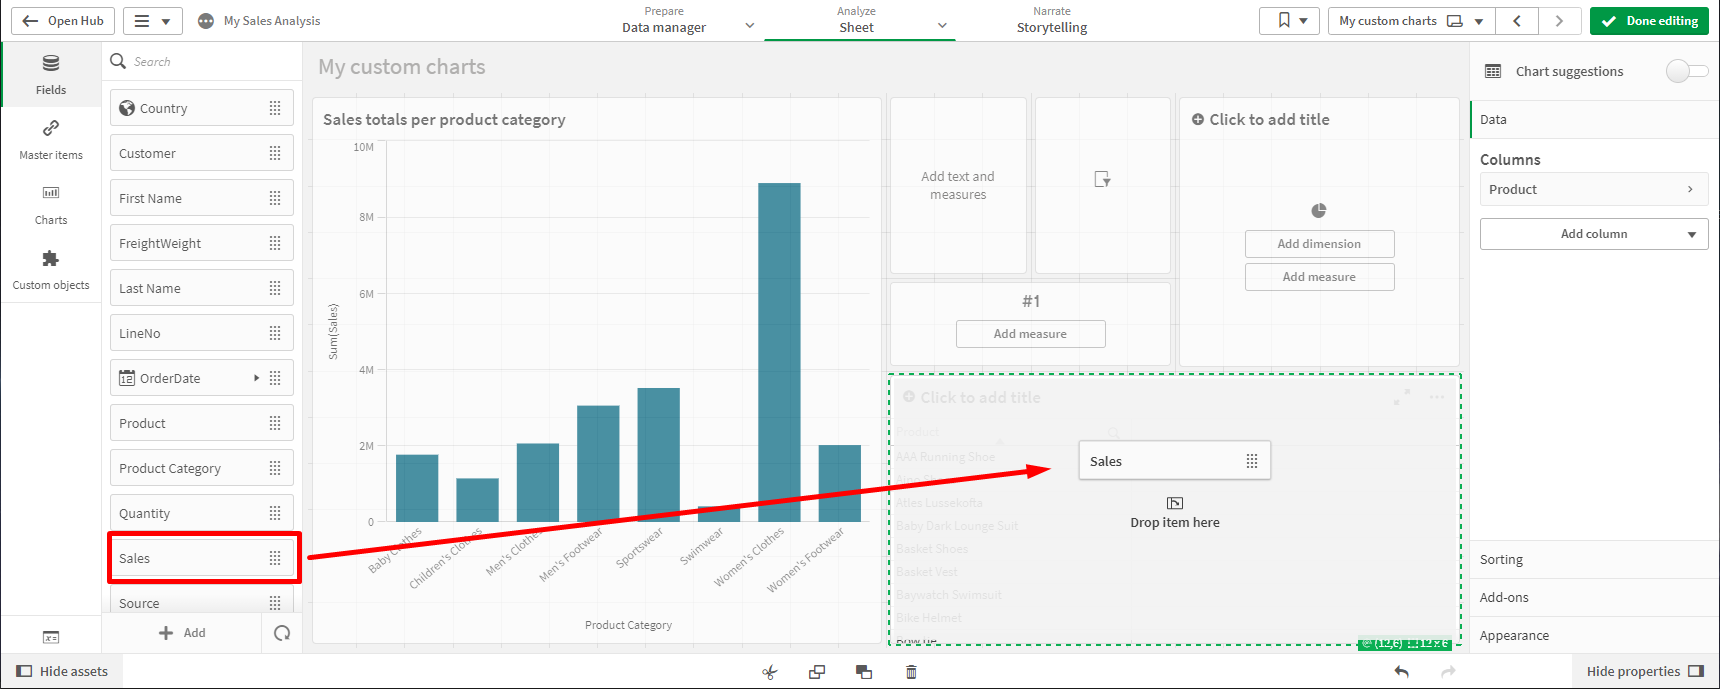 Open Hub
My Sales Analysis
Prepare
Data manager
Analyze
Sheet
Narrate
Storytelling
My custom charts
Done editing
Fields
Master items
Charts
Custom objects
Search
Country
Customer
First Name
FreightWeight
Last Name
LineNo
12
OrderDate
Product
Product Category
Quantity
Sales
Source
Add
My custom charts
Sales totals per product category
10M
8M
6M
4M
2M
0
Sum(Sales)
Baby Clothes
Children's Clothes
Men's Clothes
Men's Footwear
Sportswear
Swimwear
Women's Clothes
Women's Footwear
Product Category
Add text and
measures
Click to add title
Add dimension
Add measure
#1
Add measure
Click to add title
Product
AAA Running Shoe
Atles Lussekofta
Baby Dark Lounge Suit
Basket Shoes
Basket Vest
Baywatch Swimsuit
Bike Helmet
Sales
Drop item here
Chart suggestions
Data
Columns
Product
Add column
Sorting
Add-ons
Appearance
Hide assets
Hide properties